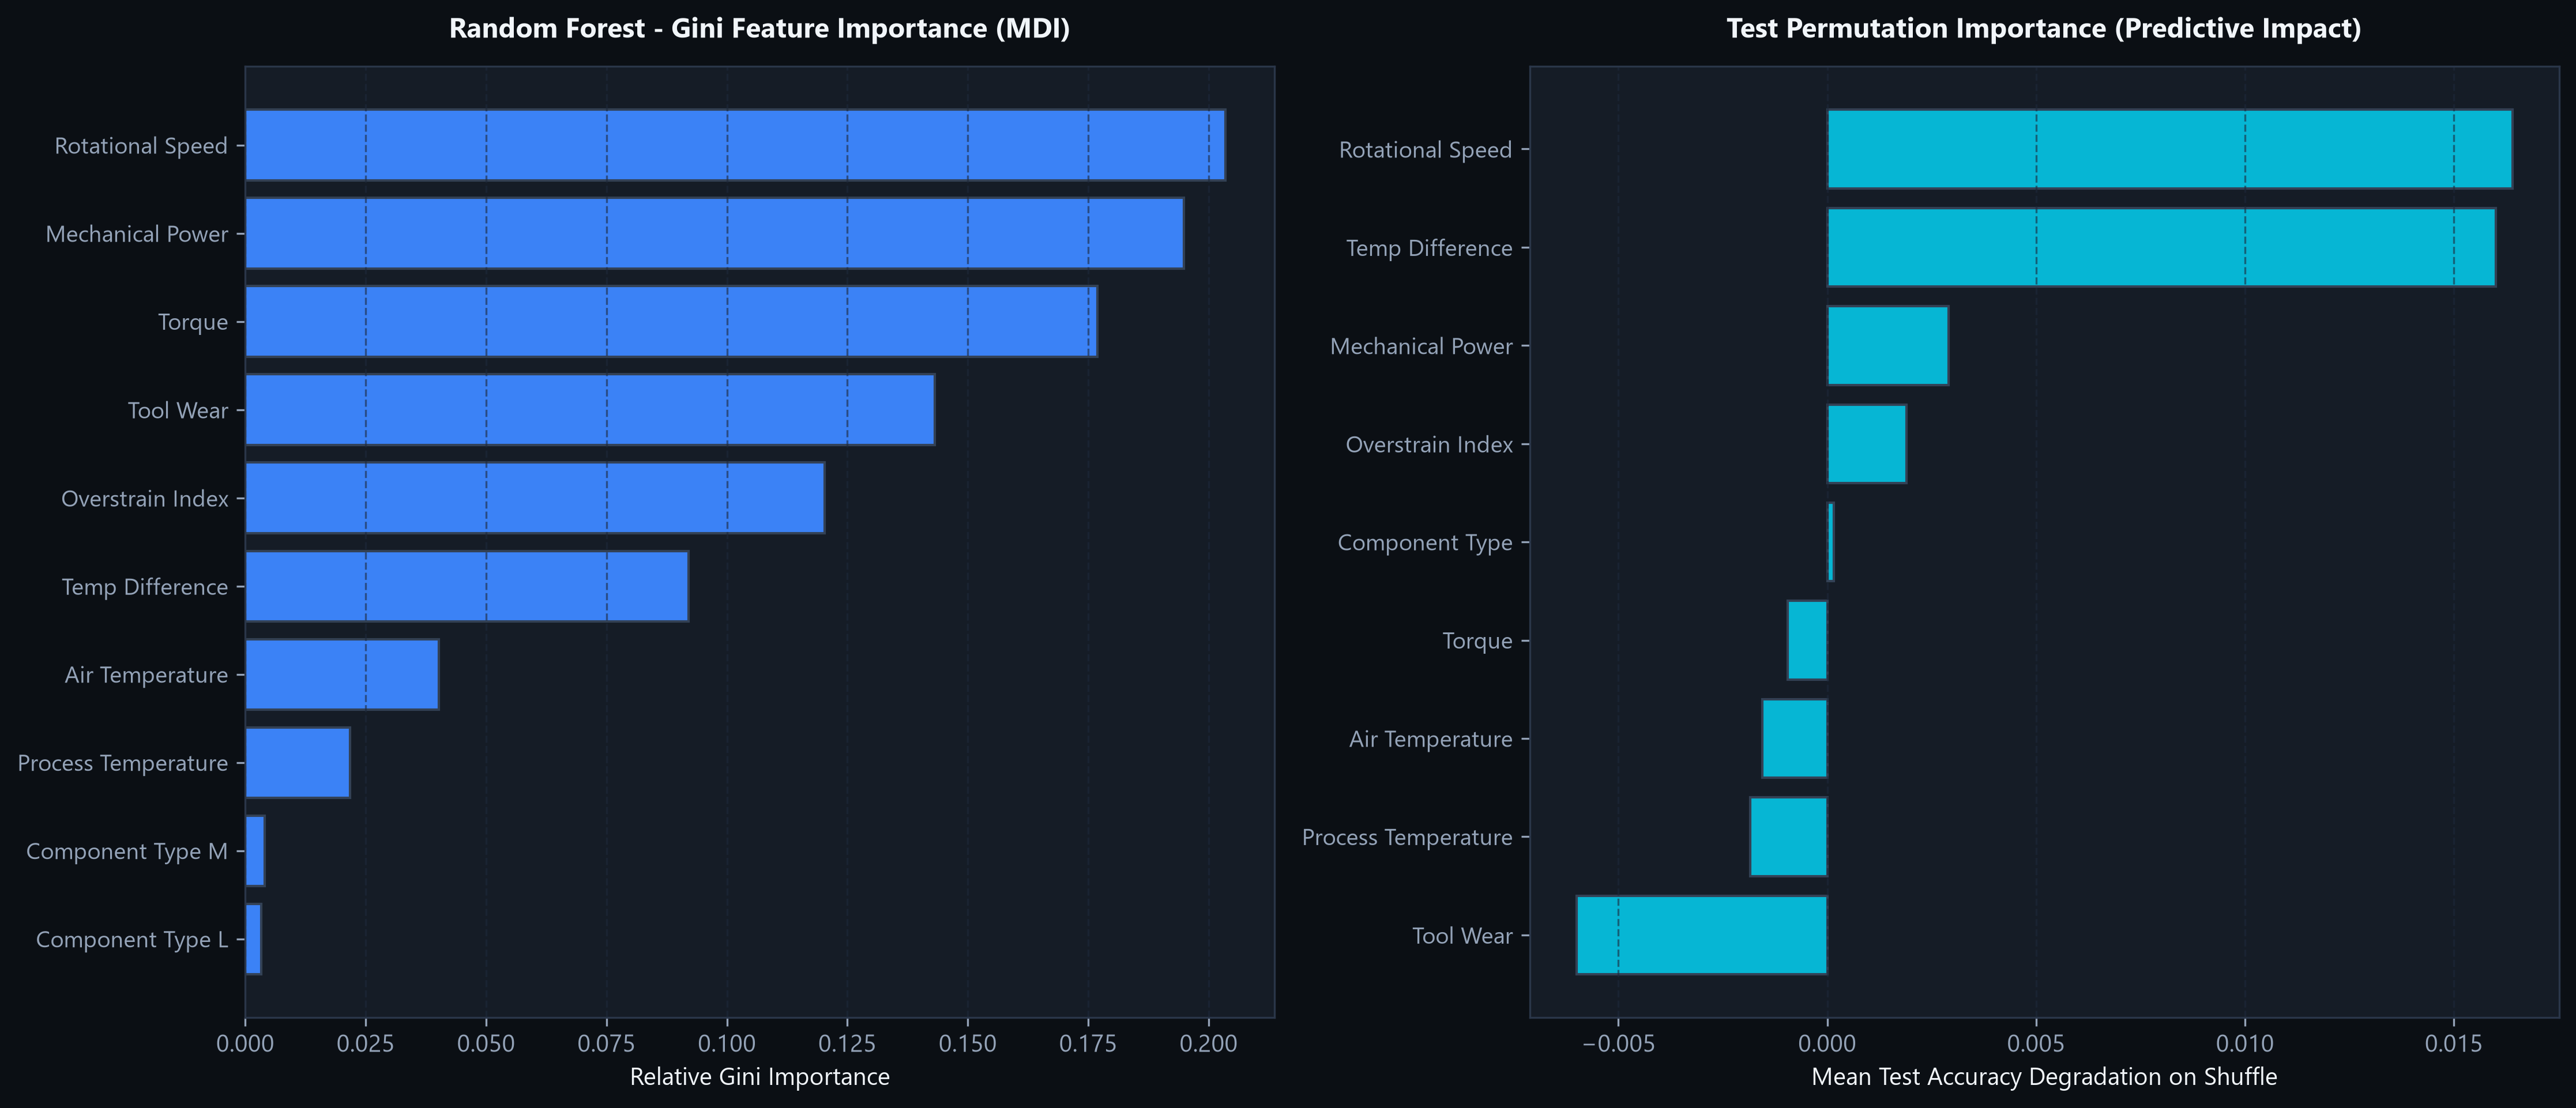 Random Forest - Gini Feature Importance (MDI)
Rotational Speed
Mechanical Power
Torque
Tool Wear
Overstrain Index
Temp Difference
Air Temperature
Process Temperature
Component Type M
Component Type L
0.000 0.025 0.050 0.075 0.100 0.125 0.150 0.175 0.200
Relative Gini Importance
Test Permutation Importance (Predictive Impact)
Rotational Speed
Temp Difference
Mechanical Power
Overstrain Index
Component Type
Torque
Air Temperature
Process Temperature
Tool Wear
−0.005 0.000 0.005 0.010 0.015
Mean Test Accuracy Degradation on Shuffle